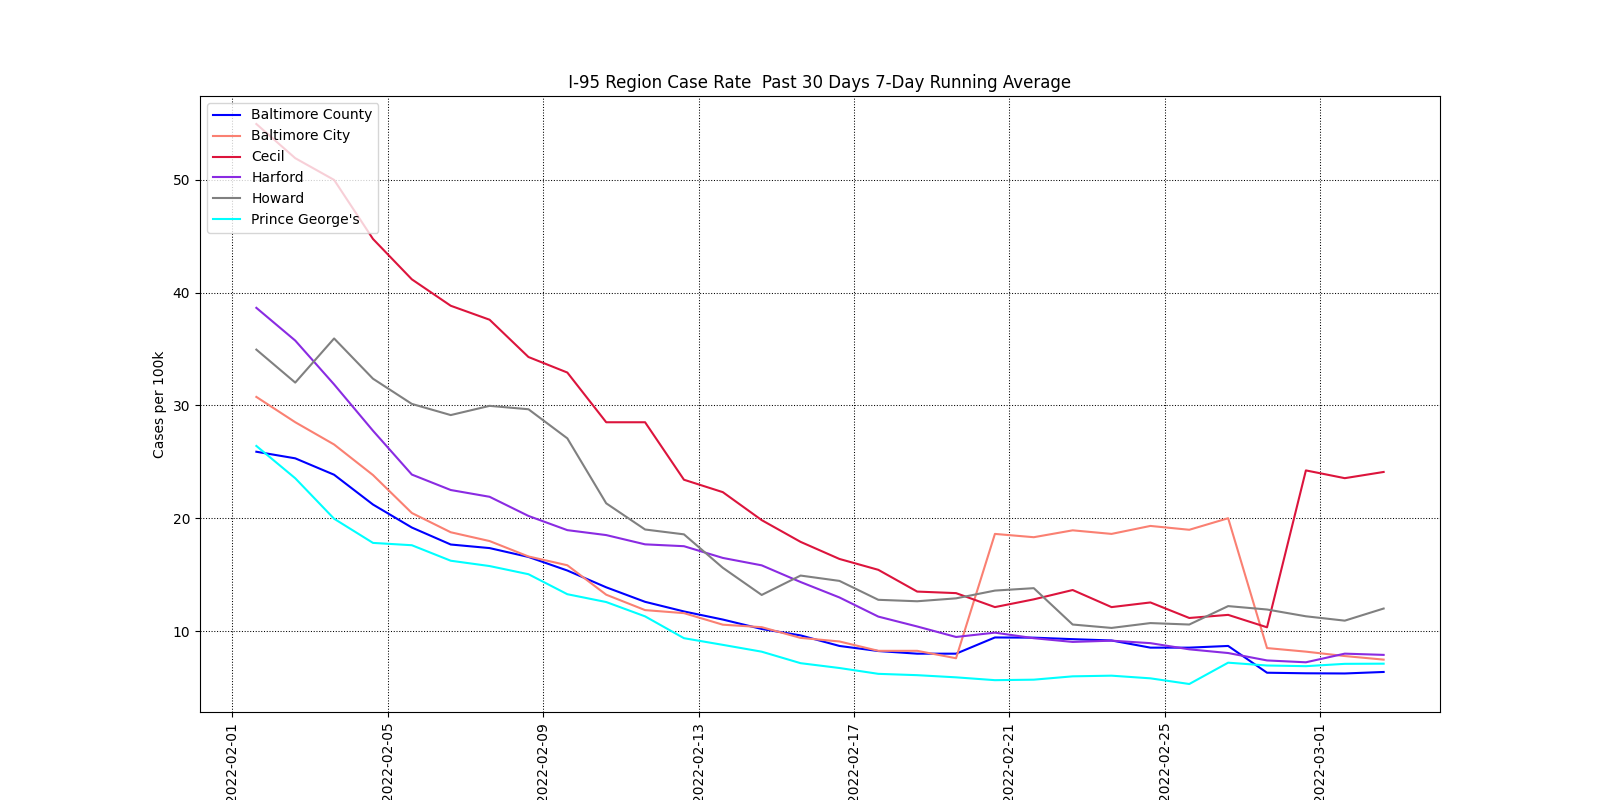 I-95 Region Case Rate  Past 30 Days 7-Day Running Average
Baltimore County
Baltimore City
Cecil
Harford
Howard
Prince George's
Cases per 100k
50
40
30
20
10
2022-02-01
2022-02-05
2022-02-09
2022-02-13
2022-02-17
2022-02-21
2022-02-25
2022-03-01